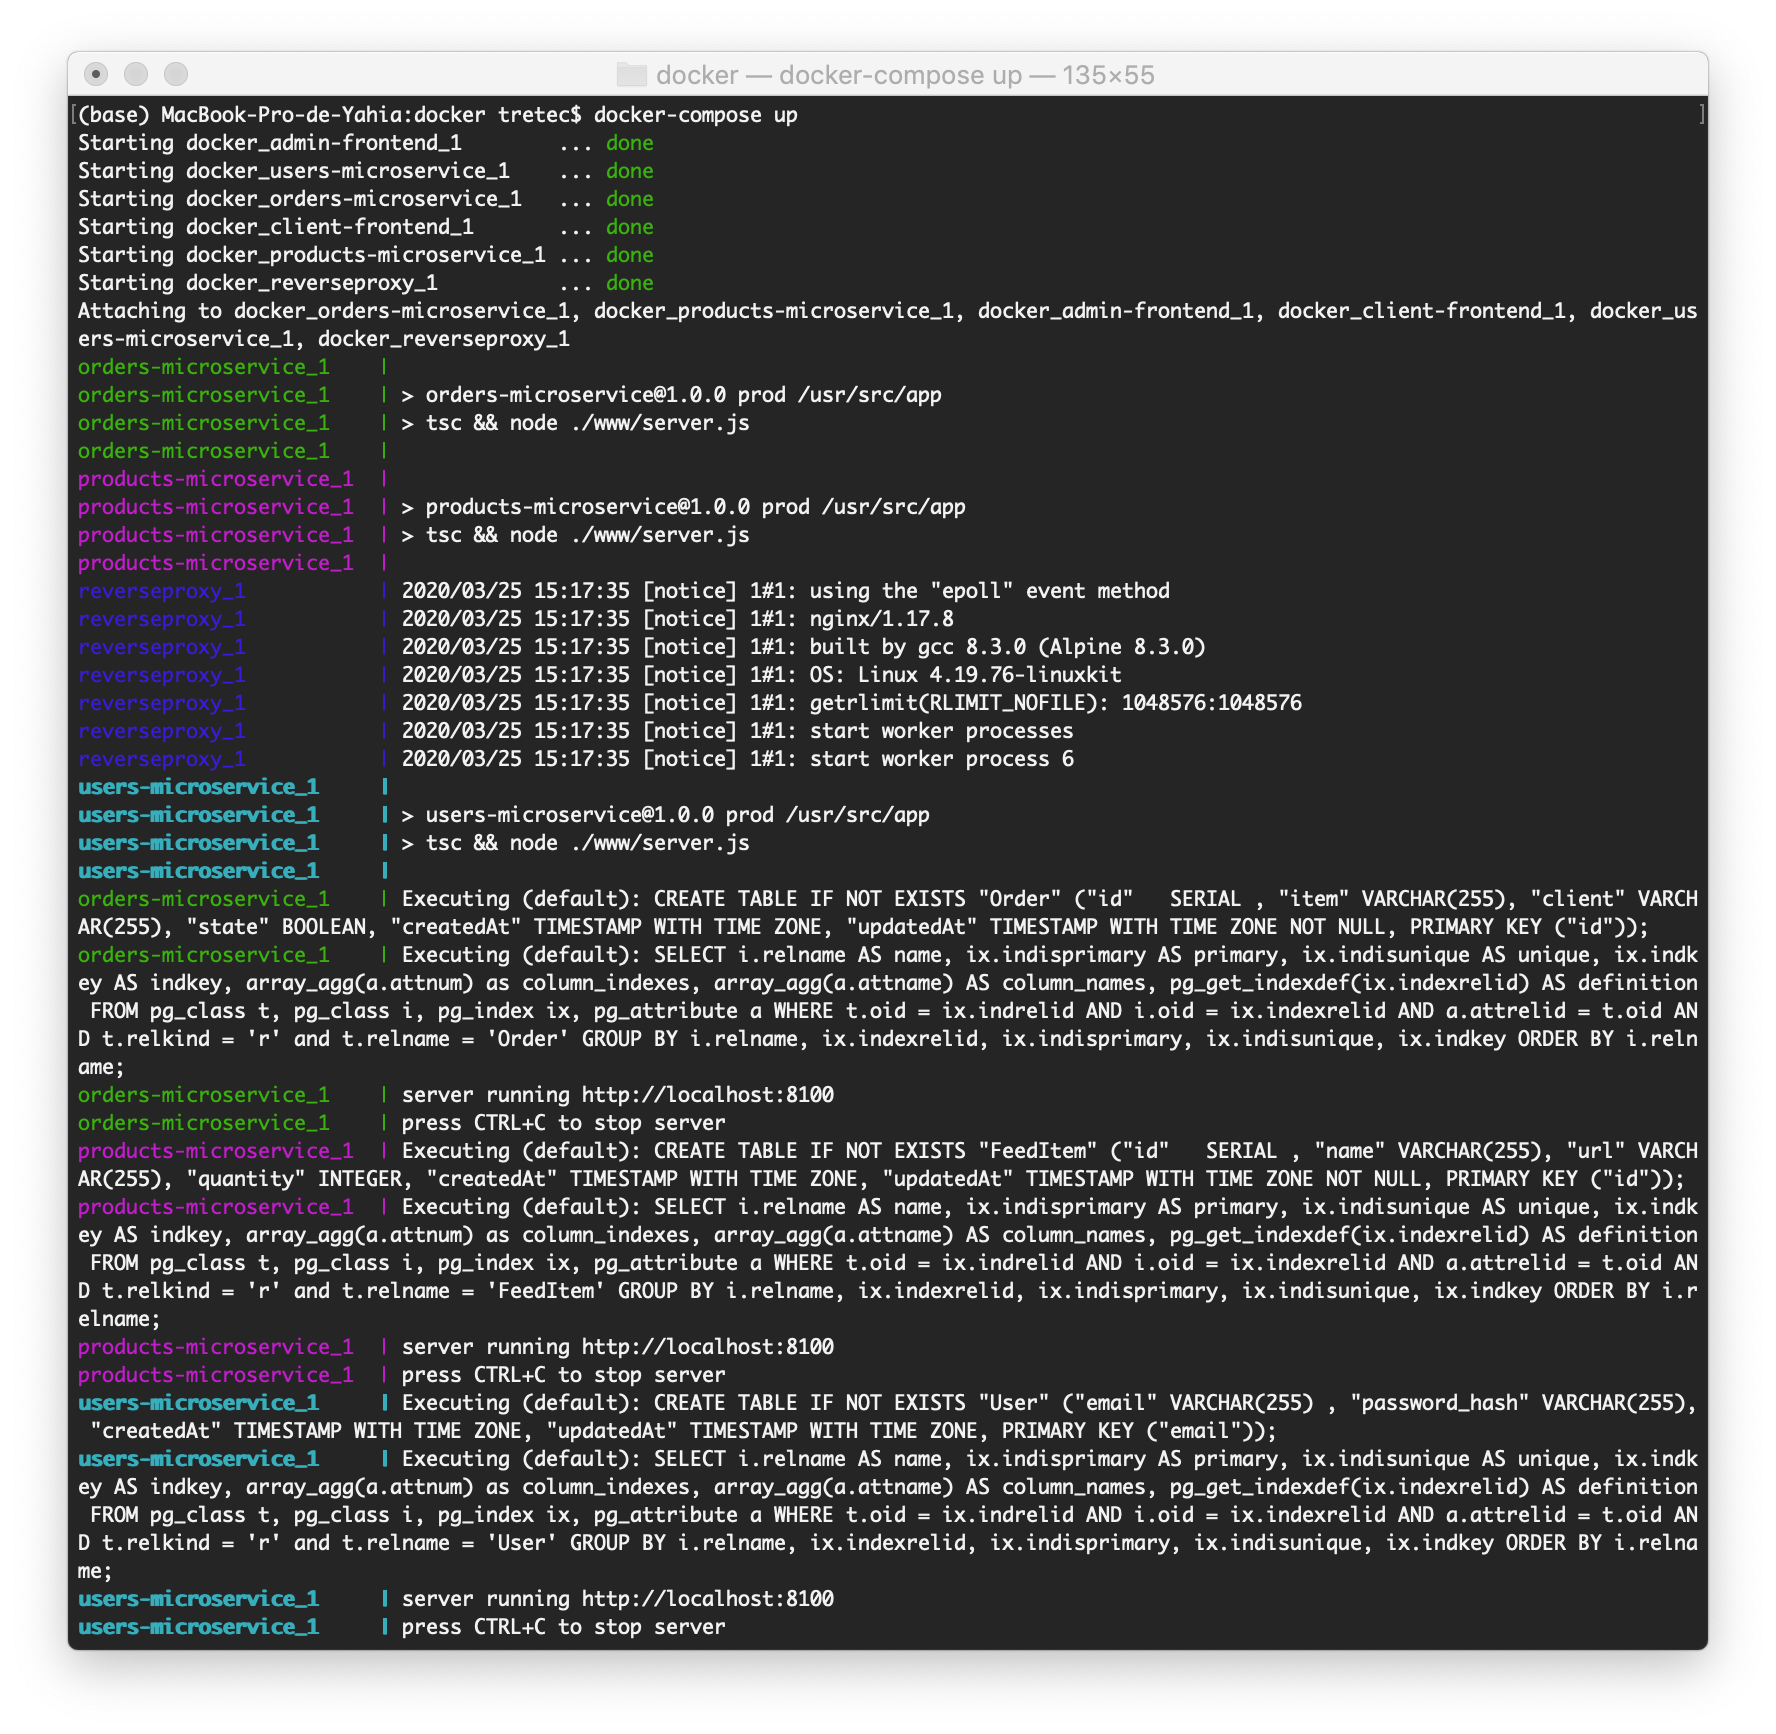 docker — docker-compose up — 135×55
[(base) MacBook-Pro-de-Yahia:docker tretec$ docker-compose up ]
Starting docker_admin-frontend_1 ... done
Starting docker_users-microservice_1 ... done
Starting docker_orders-microservice_1 ... done
Starting docker_client-frontend_1 ... done
Starting docker_products-microservice_1 ... done
Starting docker_reverseproxy_1 ... done
Attaching to docker_orders-microservice_1, docker_products-microservice_1, docker_admin-frontend_1, docker_client-frontend_1, docker_us
ers-microservice_1, docker_reverseproxy_1
orders-microservice_1 |
orders-microservice_1 | > orders-microservice@1.0.0 prod /usr/src/app
orders-microservice_1 | > tsc && node ./www/server.js
orders-microservice_1 |
products-microservice_1 |
products-microservice_1 | > products-microservice@1.0.0 prod /usr/src/app
products-microservice_1 | > tsc && node ./www/server.js
products-microservice_1 |
reverseproxy_1 | 2020/03/25 15:17:35 [notice] 1#1: using the "epoll" event method
reverseproxy_1 | 2020/03/25 15:17:35 [notice] 1#1: nginx/1.17.8
reverseproxy_1 | 2020/03/25 15:17:35 [notice] 1#1: built by gcc 8.3.0 (Alpine 8.3.0)
reverseproxy_1 | 2020/03/25 15:17:35 [notice] 1#1: OS: Linux 4.19.76-linuxkit
reverseproxy_1 | 2020/03/25 15:17:35 [notice] 1#1: getrlimit(RLIMIT_NOFILE): 1048576:1048576
reverseproxy_1 | 2020/03/25 15:17:35 [notice] 1#1: start worker processes
reverseproxy_1 | 2020/03/25 15:17:35 [notice] 1#1: start worker process 6
users-microservice_1 |
users-microservice_1 | > users-microservice@1.0.0 prod /usr/src/app
users-microservice_1 | > tsc && node ./www/server.js
users-microservice_1 |
orders-microservice_1 | Executing (default): CREATE TABLE IF NOT EXISTS "Order" ("id"   SERIAL , "item" VARCHAR(255), "client" VARCH
AR(255), "state" BOOLEAN, "createdAt" TIMESTAMP WITH TIME ZONE, "updatedAt" TIMESTAMP WITH TIME ZONE NOT NULL, PRIMARY KEY ("id"));
orders-microservice_1 | Executing (default): SELECT i.relname AS name, ix.indisprimary AS primary, ix.indisunique AS unique, ix.indk
ey AS indkey, array_agg(a.attnum) as column_indexes, array_agg(a.attname) AS column_names, pg_get_indexdef(ix.indexrelid) AS definition
FROM pg_class t, pg_class i, pg_index ix, pg_attribute a WHERE t.oid = ix.indrelid AND i.oid = ix.indexrelid AND a.attrelid = t.oid AN
D t.relkind = 'r' and t.relname = 'Order' GROUP BY i.relname, ix.indexrelid, ix.indisprimary, ix.indisunique, ix.indkey ORDER BY i.reln
ame;
orders-microservice_1 | server running http://localhost:8100
orders-microservice_1 | press CTRL+C to stop server
products-microservice_1 | Executing (default): CREATE TABLE IF NOT EXISTS "FeedItem" ("id"   SERIAL , "name" VARCHAR(255), "url" VARCH
AR(255), "quantity" INTEGER, "createdAt" TIMESTAMP WITH TIME ZONE, "updatedAt" TIMESTAMP WITH TIME ZONE NOT NULL, PRIMARY KEY ("id"));
products-microservice_1 | Executing (default): SELECT i.relname AS name, ix.indisprimary AS primary, ix.indisunique AS unique, ix.indk
ey AS indkey, array_agg(a.attnum) as column_indexes, array_agg(a.attname) AS column_names, pg_get_indexdef(ix.indexrelid) AS definition
FROM pg_class t, pg_class i, pg_index ix, pg_attribute a WHERE t.oid = ix.indrelid AND i.oid = ix.indexrelid AND a.attrelid = t.oid AN
D t.relkind = 'r' and t.relname = 'FeedItem' GROUP BY i.relname, ix.indexrelid, ix.indisprimary, ix.indisunique, ix.indkey ORDER BY i.r
elname;
products-microservice_1 | server running http://localhost:8100
products-microservice_1 | press CTRL+C to stop server
users-microservice_1 | Executing (default): CREATE TABLE IF NOT EXISTS "User" ("email" VARCHAR(255) , "password_hash" VARCHAR(255),
"createdAt" TIMESTAMP WITH TIME ZONE, "updatedAt" TIMESTAMP WITH TIME ZONE, PRIMARY KEY ("email"));
users-microservice_1 | Executing (default): SELECT i.relname AS name, ix.indisprimary AS primary, ix.indisunique AS unique, ix.indk
ey AS indkey, array_agg(a.attnum) as column_indexes, array_agg(a.attname) AS column_names, pg_get_indexdef(ix.indexrelid) AS definition
FROM pg_class t, pg_class i, pg_index ix, pg_attribute a WHERE t.oid = ix.indrelid AND i.oid = ix.indexrelid AND a.attrelid = t.oid AN
D t.relkind = 'r' and t.relname = 'User' GROUP BY i.relname, ix.indexrelid, ix.indisprimary, ix.indisunique, ix.indkey ORDER BY i.relna
me;
users-microservice_1 | server running http://localhost:8100
users-microservice_1 | press CTRL+C to stop server